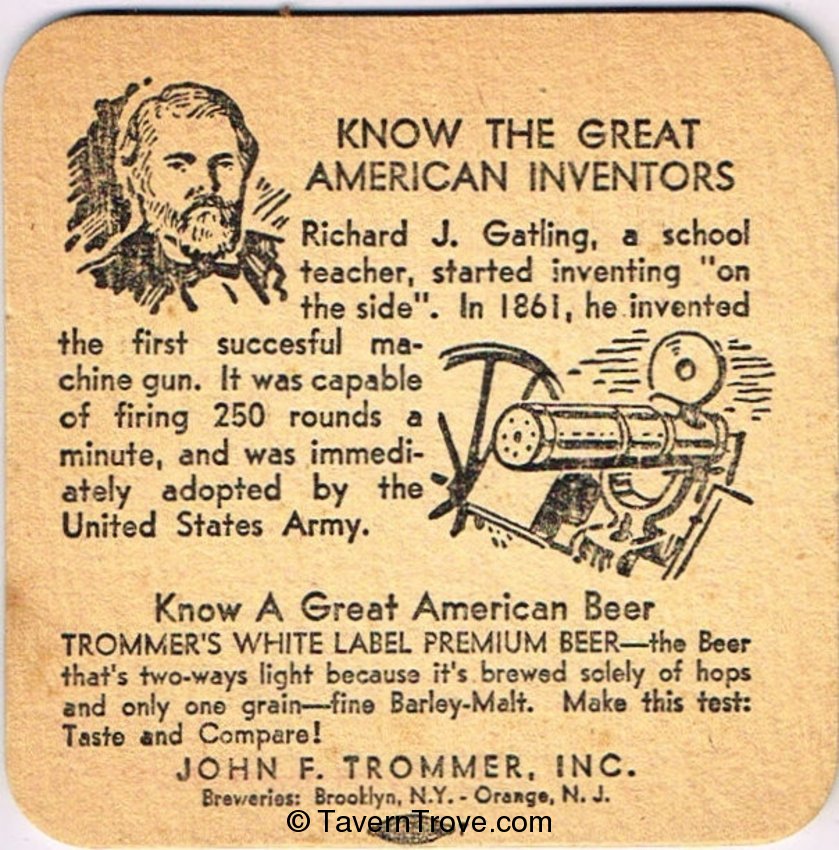 KNOW THE GREAT
AMERICAN INVENTORS
Richard J. Gatling, a school
teacher, started inventing "on
the side". In 1861, he invented
the first succesful ma-
chine gun. It was capable
of firing 250 rounds a
minute, and was immedi-
ately adopted by the
United States Army.
Know A Great American Beer
TROMMER'S WHITE LABEL PREMIUM BEER—the Beer
that's two-ways light because it's brewed solely of hops
and only one grain—fine Barley-Malt. Make this test:
Taste and Compare!
JOHN F. TROMMER, INC.
Breweries: Brooklyn, N.Y. - Orange, N. J.
© TavernTrove.com